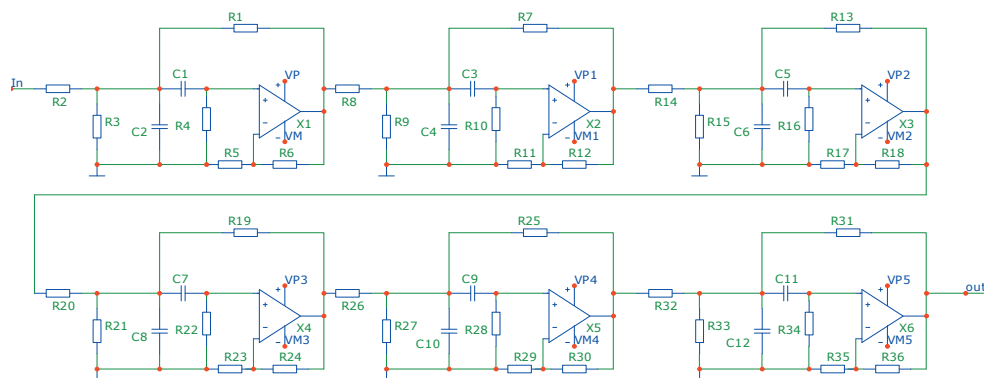 R1 R7 R13
In R2 C1 VP R8 C3 VP1 R14 C5 VP2
R3 C2 R4 X1 R9 C4 R10 X2 R15 C6 R16 X3
VM VM1 VM2
R5 R6 R11 R12 R17 R18
R19 R25 R31
R20 C7 VP3 R26 C9 VP4 R32 C11 VP5 out
R21 C8 R22 X4 R27 C10 R28 X5 R33 C12 R34 X6
VM3 VM4 VM5
R23 R24 R29 R30 R35 R36